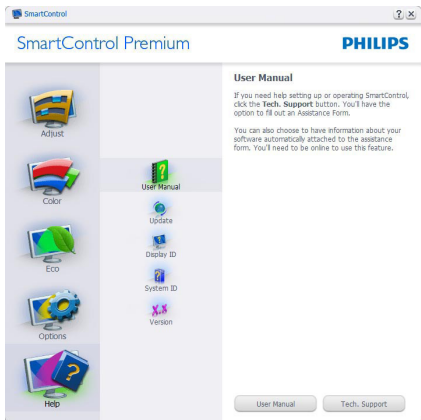 SmartControl
? ×
SmartControl Premium
PHILIPS
Adjust
Color
Eco
Options
Help
User Manual
Update
Display ID
System ID
X.X
Version
User Manual
If you need help setting up or operating SmartControl,
click the Tech. Support button. You'll have the
option to fill out an Assistance Form.
You can also choose to have information about your
software automatically attached to the assistance
form. You'll need to be online to use this feature.
User Manual
Tech. Support